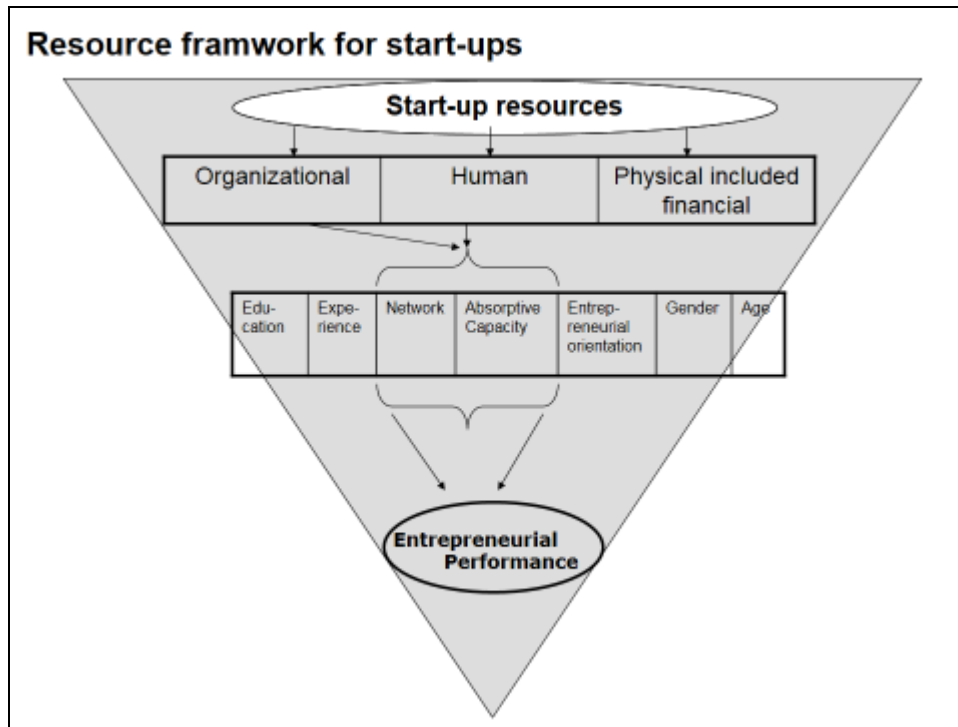 Resource framwork for start-ups
Start-up resources
Organizational
Human
Physical included
financial
Edu-
cation
Expe-
rience
Network
Absorptive
Capacity
Entrep-
reneurial
orientation
Gender
Age
Entrepreneurial
Performance